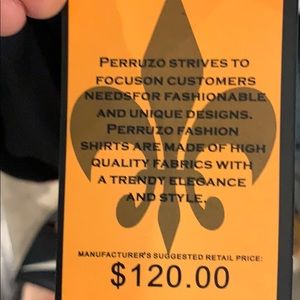 PERRUZO STRIVES TO
FOCUSON CUSTOMERS
NEEDSFOR FASHIONABLE
AND UNIQUE DESIGNS.
PERRUZO FASHION
SHIRTS ARE MADE OF HIGH
QUALITY FABRICS WITH
A TRENDY ELEGANCE
AND STYLE.
MANUFACTURER'S SUGGESTED RETAIL PRICE:
$120.00